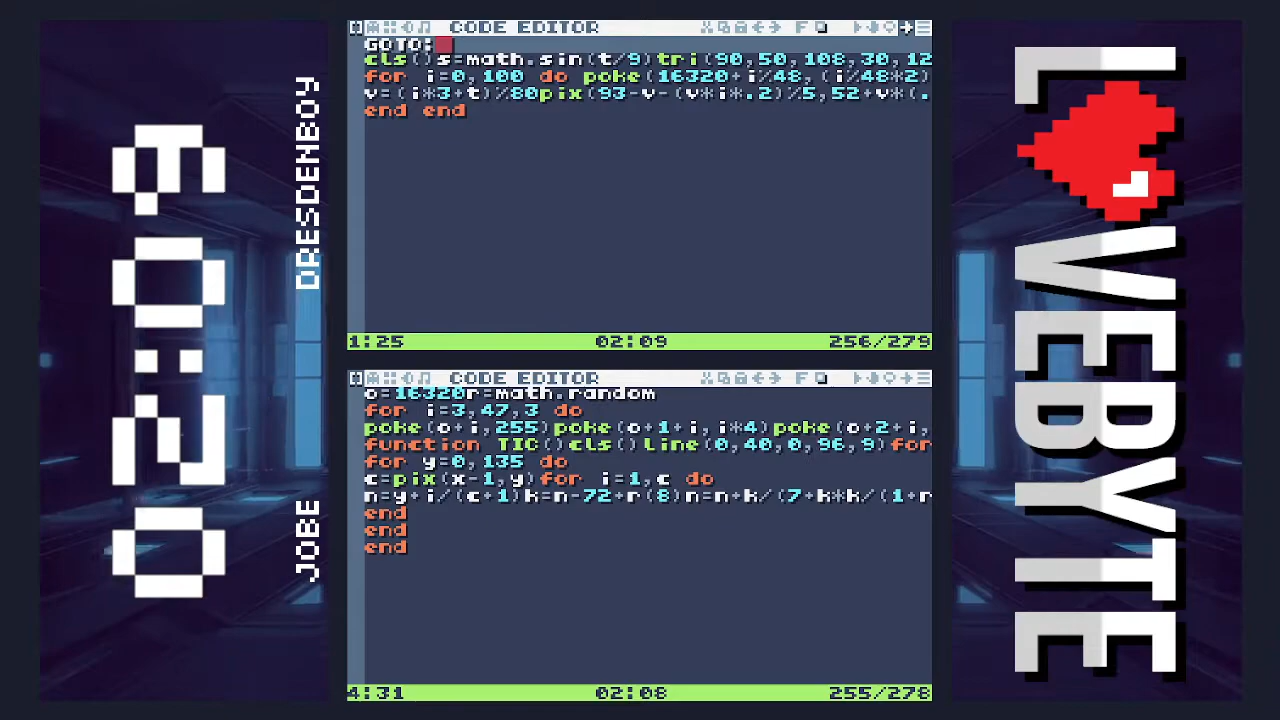 02:09
DRESDENBOY
JOBE
CODE EDITOR
GOTO:
cls()s=math.sin(t/9)tri(90,50,108,30,12
for i=0,100 do poke(16320+i/48,(i/48*2)
v=(i*3+t)/80pix(93-v-(v*i*.2)/5,52+v*(.
end end
1:25 02:09 256/279
CODE EDITOR
o=16320r=math.random
for i=3,47,3 do
poke(o+i,255)poke(o+1+i,i*4)poke(o+2+i,
function TIC()cls()line(0,40,0,96,9)for
for y=0,135 do
c=pix(x-1,y)for i=1,c do
n=y+i/(c+1)k=n-72+r(8)n=n+k/(7+k*k/(1+r
end
end
end
4:31 02:08 255/278
L VEBYTE